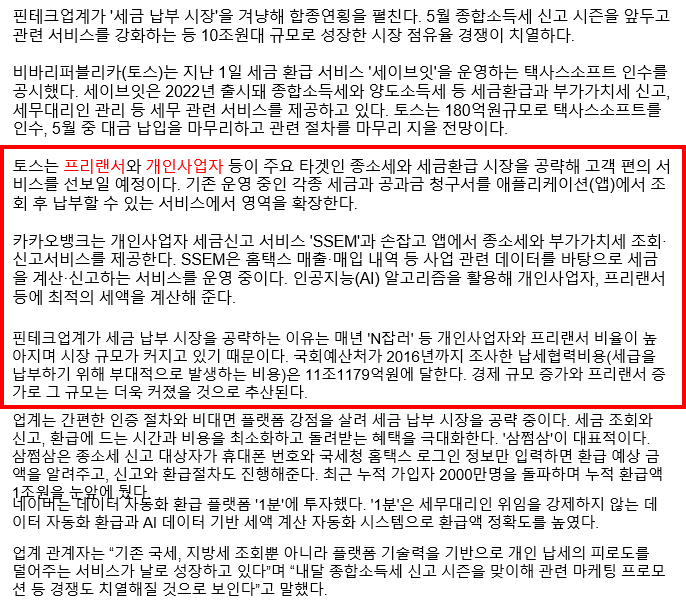 핀테크업계가 '세금 납부 시장'을 겨냥해 합종연횡을 펼친다. 5월 종합소득세 신고 시즌을 앞두고
관련 서비스를 강화하는 등 10조원대 규모로 성장한 시장 점유율 경쟁이 치열하다.
비바리퍼블리카(토스)는 지난 1일 세금 환급 서비스 '세이브잇'을 운영하는 택사스소프트 인수를
공시했다. 세이브잇은 2022년 출시돼 종합소득세와 양도소득세 등 세금환급과 부가가치세 신고,
세무대리인 관리 등 세무 관련 서비스를 제공하고 있다. 토스는 180억원규모로 택사스소프트를
인수, 5월 중 대금 납입을 마무리하고 관련 절차를 마무리 지을 전망이다.
토스는 프리랜서와 개인사업자 등이 주요 타겟인 종소세와 세금환급 시장을 공략해 고객 편의 서
비스를 선보일 예정이다. 기존 운영 중인 각종 세금과 공과금 청구서를 애플리케이션(앱)에서 조
회 후 납부할 수 있는 서비스에서 영역을 확장한다.
카카오뱅크는 개인사업자 세금신고 서비스 'SSEM'과 손잡고 앱에서 종소세와 부가가치세 조회·
신고서비스를 제공한다. SSEM은 홈택스 매출·매입 내역 등 사업 관련 데이터를 바탕으로 세금
을 계산·신고하는 서비스를 운영 중이다. 인공지능(AI) 알고리즘을 활용해 개인사업자, 프리랜서
등에 최적의 세액을 계산해 준다.
핀테크업계가 세금 납부 시장을 공략하는 이유는 매년 'N잡러' 등 개인사업자와 프리랜서 비율이 높
아지며 시장 규모가 커지고 있기 때문이다. 국회예산처가 2016년까지 조사한 납세협력비용(세급을
납부하기 위해 부대적으로 발생하는 비용)은 11조1179억원에 달한다. 경제 규모 증가와 프리랜서 증
가로 그 규모는 더욱 커졌을 것으로 추산된다.
업계는 간편한 인증 절차와 비대면 플랫폼 강점을 살려 세금 납부 시장을 공략 중이다. 세금 조회와
신고, 환급에 드는 시간과 비용을 최소화하고 돌려받는 혜택을 극대화한다. '삼쩜삼'이 대표적이다.
삼쩜삼은 종소세 신고 대상자가 휴대폰 번호와 국세청 홈택스 로그인 정보만 입력하면 환급 예상 금
액을 알려주고, 신고와 환급절차도 진행해준다. 최근 누적 가입자 2000만명을 돌파하며 누적 환급액
1조원을 눈앞에 뒀다.
네이버는 데이터 자동화 환급 플랫폼 '1분'에 투자했다. '1분'은 세무대리인 위임을 강제하지 않는 데
이터 자동화 환급과 AI 데이터 기반 세액 계산 자동화 시스템으로 환급액 정확도를 높였다.
업계 관계자는 “기존 국세, 지방세 조회뿐 아니라 플랫폼 기술력을 기반으로 개인 납세의 피로도를
덜어주는 서비스가 날로 성장하고 있다”며 “내달 종합소득세 신고 시즌을 맞이해 관련 마케팅 프로모
션 등 경쟁도 치열해질 것으로 보인다”고 말했다.